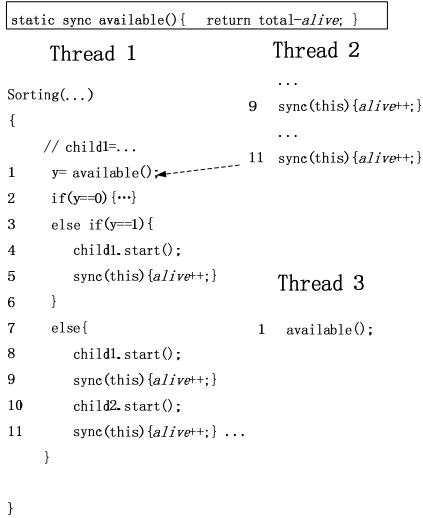 static sync available(){ return total-alive; }
Thread 1
Sorting(...)
{
// child1=...
1 y= available();
2 if(y==0){…}
3 else if(y==1){
4 child1.start();
5 sync(this){alive++;}
6 }
7 else{
8 child1.start();
9 sync(this){alive++;}
10 child2.start();
11 sync(this){alive++;} ...
}
}
Thread 2
...
9 sync(this){alive++;}
...
11 sync(this){alive++;}
Thread 3
1 available();